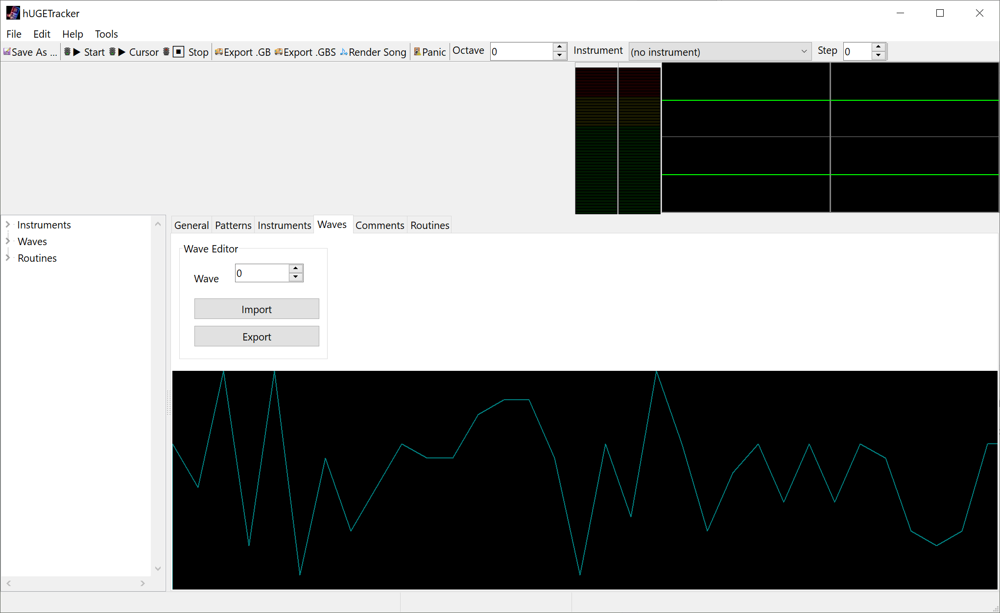 hUGETracker
File Edit Help Tools
Save As ... Start Cursor Stop Export .GB Export .GBS Render Song Panic Octave 0 Instrument (no instrument) Step 0
Instruments
Waves
Routines
General Patterns Instruments Waves Comments Routines
Wave Editor
Wave 0
Import
Export